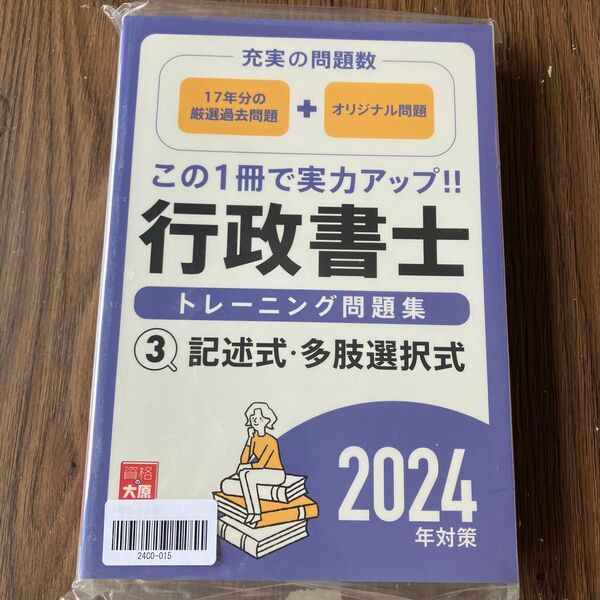 充実の問題数
17年分の
厳選過去問題
+
オリジナル問題
この1冊で実力アップ!!
行政書士
トレーニング問題集
3 記述式・多肢選択式
資格
の
大原
2024
年対策
24C0-015